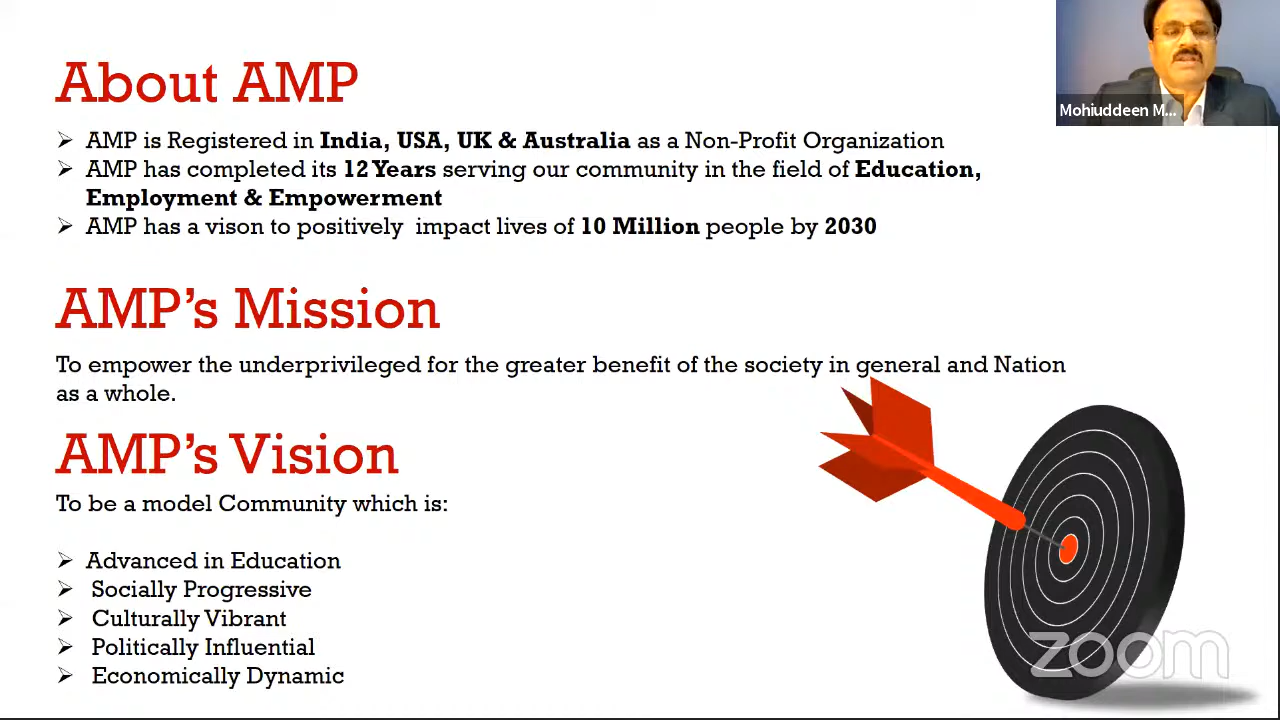 About AMP
AMP is Registered in India, USA, UK & Australia as a Non-Profit Organization
AMP has completed its 12 Years serving our community in the field of Education,
Employment & Empowerment
AMP has a vison to positively impact lives of 10 Million people by 2030
AMP's Mission
To empower the underprivileged for the greater benefit of the society in general and Nation
as a whole.
AMP's Vision
To be a model Community which is:
Advanced in Education
Socially Progressive
Culturally Vibrant
Politically Influential
Economically Dynamic
Mohiuddeen M...
zoom